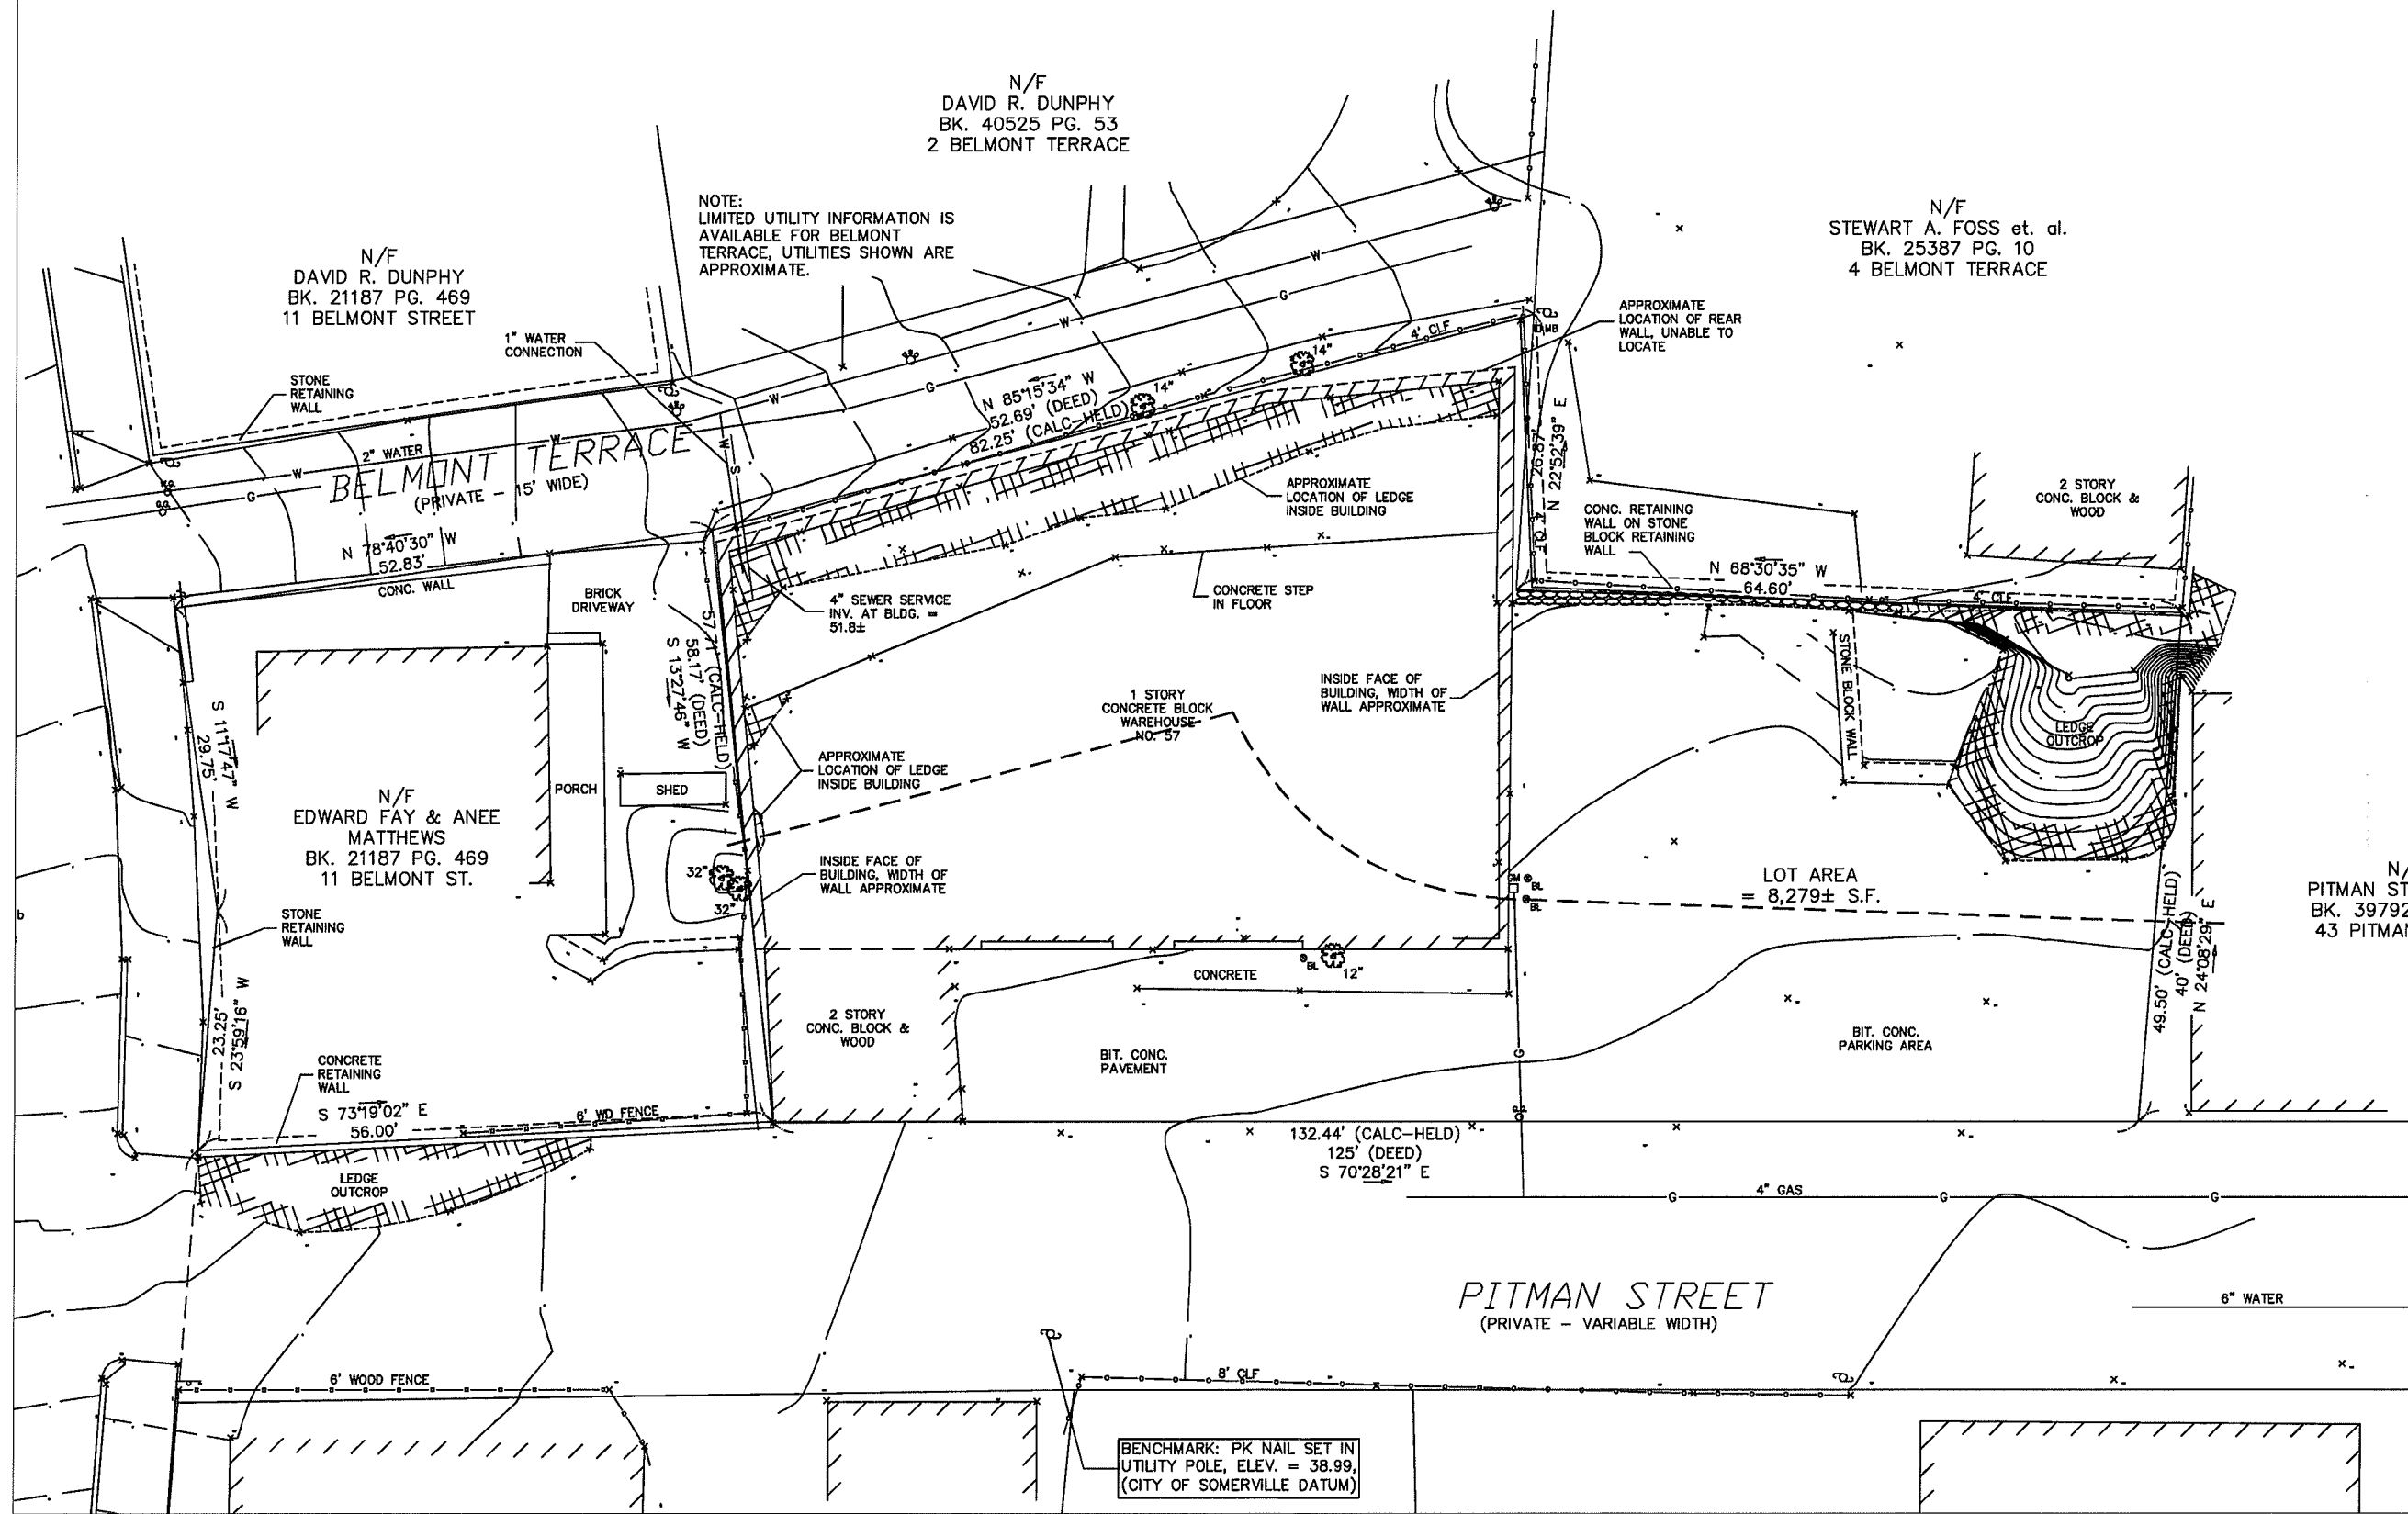 N/F
DAVID R. DUNPHY
BK. 40525 PG. 53
2 BELMONT TERRACE
NOTE:
LIMITED UTILITY INFORMATION IS
AVAILABLE FOR BELMONT
TERRACE, UTILITIES SHOWN ARE
APPROXIMATE.
N/F
STEWART A. FOSS et. al.
BK. 25387 PG. 10
4 BELMONT TERRACE
N/F
DAVID R. DUNPHY
BK. 21187 PG. 469
11 BELMONT STREET
1" WATER
CONNECTION
STONE
RETAINING
WALL
APPROXIMATE
LOCATION OF REAR
WALL, UNABLE TO
LOCATE
W
W
W
W
W
W
W
S
G
G
G
4' CLF
MB
14"
14"
N 85°15'34" W
52.69' (DEED)
82.25' (CALC-HELD)
2" WATER
BELMONT TERRACE
(PRIVATE - 15' WIDE)
N 78°40'30" W
52.83'
CONC. WALL
BRICK
DRIVEWAY
APPROXIMATE
LOCATION OF LEDGE
INSIDE BUILDING
26.87'
N 22°52'39" E
4' CLF
CONC. RETAINING
WALL ON STONE
BLOCK RETAINING
WALL
2 STORY
CONC. BLOCK &
WOOD
N 68°30'35" W
64.60'
4' CLF
4" SEWER SERVICE
INV. AT BLDG. =
51.8±
CONCRETE STEP
IN FLOOR
57.71' (CALC-HELD)
58.17' (DEED)
S 13°27'46" W
1 STORY
CONCRETE BLOCK
WAREHOUSE
NO. 57
INSIDE FACE OF
BUILDING, WIDTH OF
WALL APPROXIMATE
STONE BLOCK WALL
LEDGE
OUTCROP
S 11°17'47" W
29.75'
PORCH
SHED
APPROXIMATE
LOCATION OF LEDGE
INSIDE BUILDING
N/F
EDWARD FAY & ANEE
MATTHEWS
BK. 21187 PG. 469
11 BELMONT ST.
INSIDE FACE OF
BUILDING, WIDTH OF
WALL APPROXIMATE
32"
32"
GM
BL
BL
LOT AREA
= 8,279± S.F.
PITMAN ST
BK. 39792
43 PITMAN
b
STONE
RETAINING
WALL
49.50' (CALC-HELD)
40' (DEED)
N 24°08'29" E
BL
12"
CONCRETE
23.25'
S 23°59'16" W
2 STORY
CONC. BLOCK &
WOOD
BIT. CONC.
PAVEMENT
G
BIT. CONC.
PARKING AREA
CONCRETE
RETAINING
WALL
S 73°19'02" E
56.00'
6' WD FENCE
132.44' (CALC-HELD)
125' (DEED)
S 70°28'21" E
LEDGE
OUTCROP
G
4" GAS
G
G
PITMAN STREET
(PRIVATE - VARIABLE WIDTH)
6" WATER
6' WOOD FENCE
8' CLF
BENCHMARK: PK NAIL SET IN
UTILITY POLE, ELEV. = 38.99,
(CITY OF SOMERVILLE DATUM)